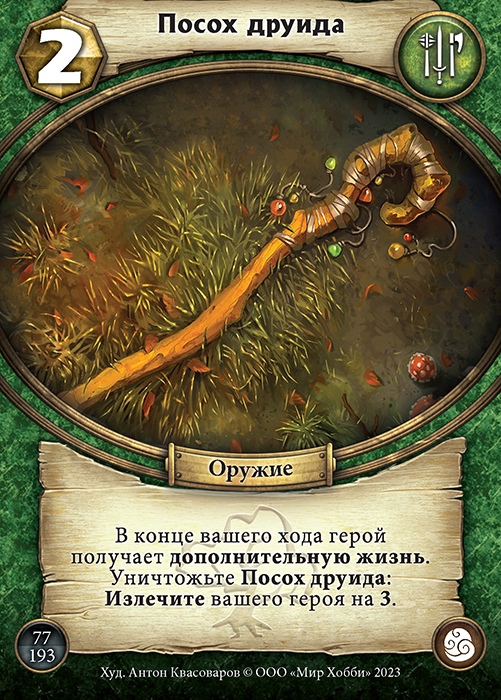 Посох друида
2
Оружие
В конце вашего хода герой
получает дополнительную жизнь.
Уничтожьте Посох друида:
Излечите вашего героя на 3.
77
193
Худ. Антон Квасоваров © ООО «Мир Хобби» 2023